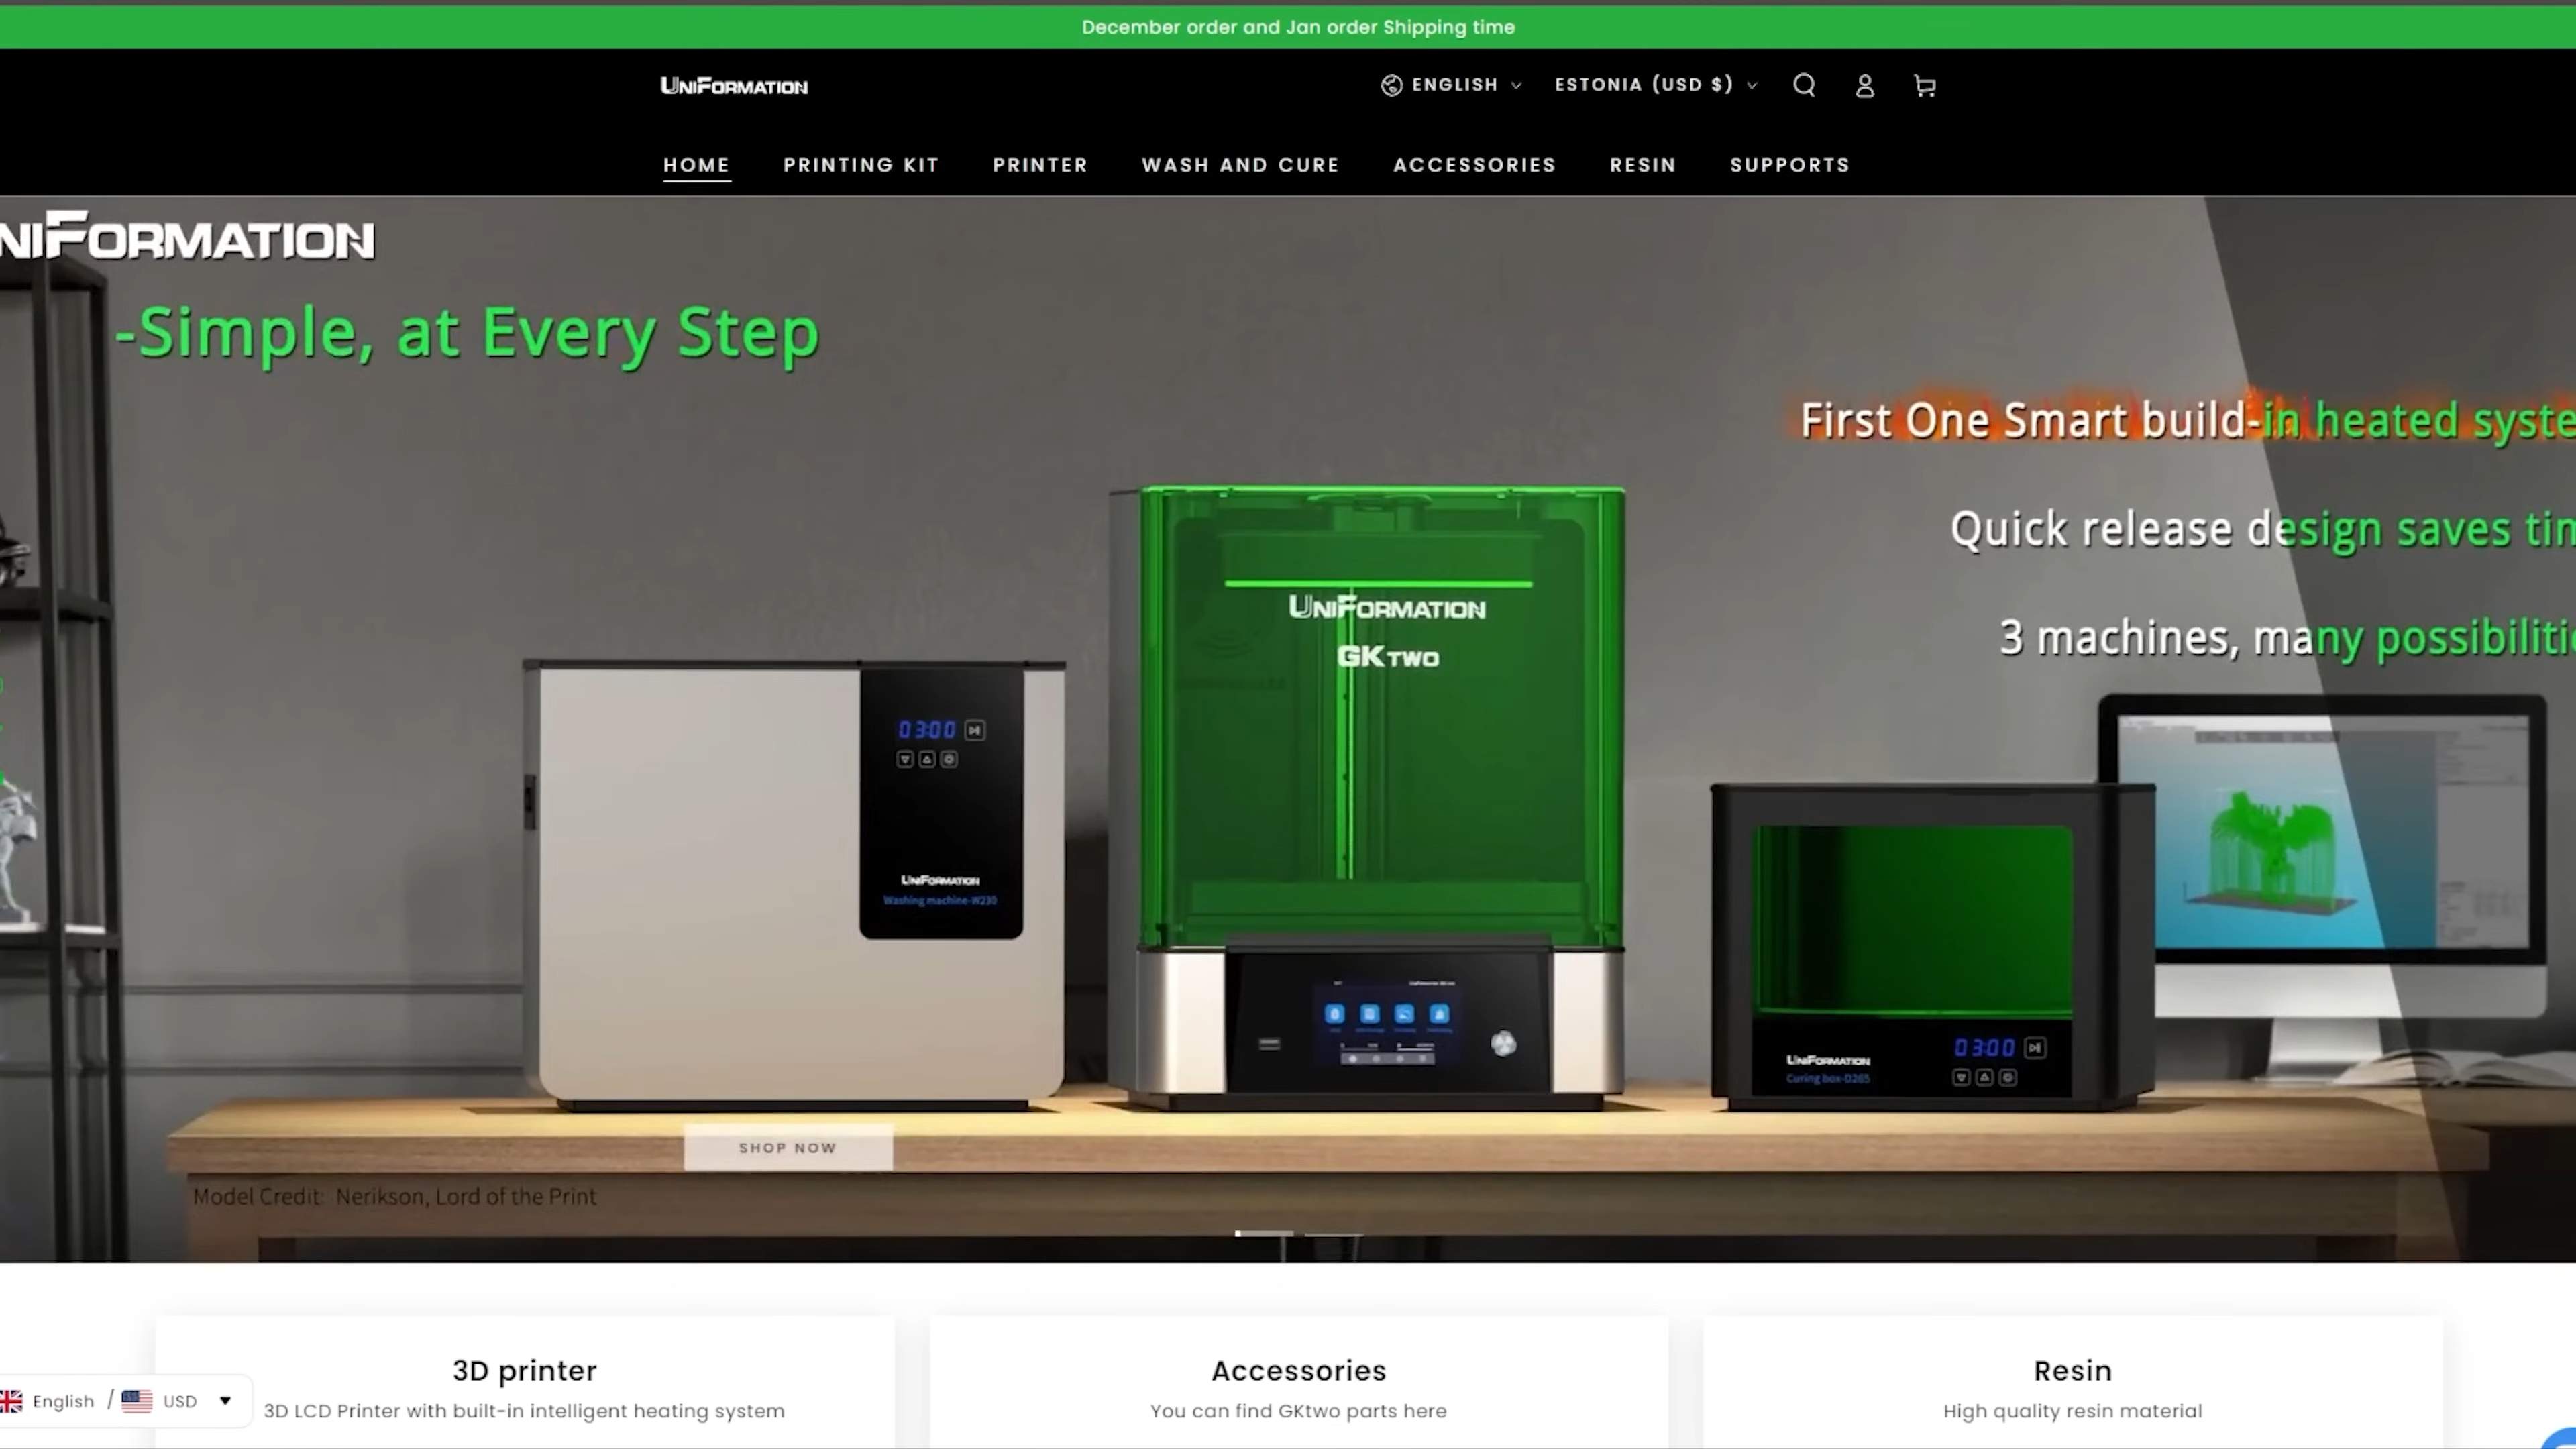 December order and Jan order Shipping time
UNIFORMATION
ENGLISH
ESTONIA (USD $)
HOME
PRINTING KIT
PRINTER
WASH AND CURE
ACCESSORIES
RESIN
SUPPORTS
NIFORMATION
-Simple, at Every Step
First One Smart build-in heated syste
Quick release design saves tim
3 machines, many possibilitie
UNIFORMATION
GKTWO
03:00
UNIFORMATION
Washing machine-W230
03:00
UNIFORMATION
Curing box-D265
SHOP NOW
Model Credit: Nerikson, Lord of the Print
3D printer
3D LCD Printer with built-in intelligent heating system
Accessories
You can find GKtwo parts here
Resin
High quality resin material
English / USD